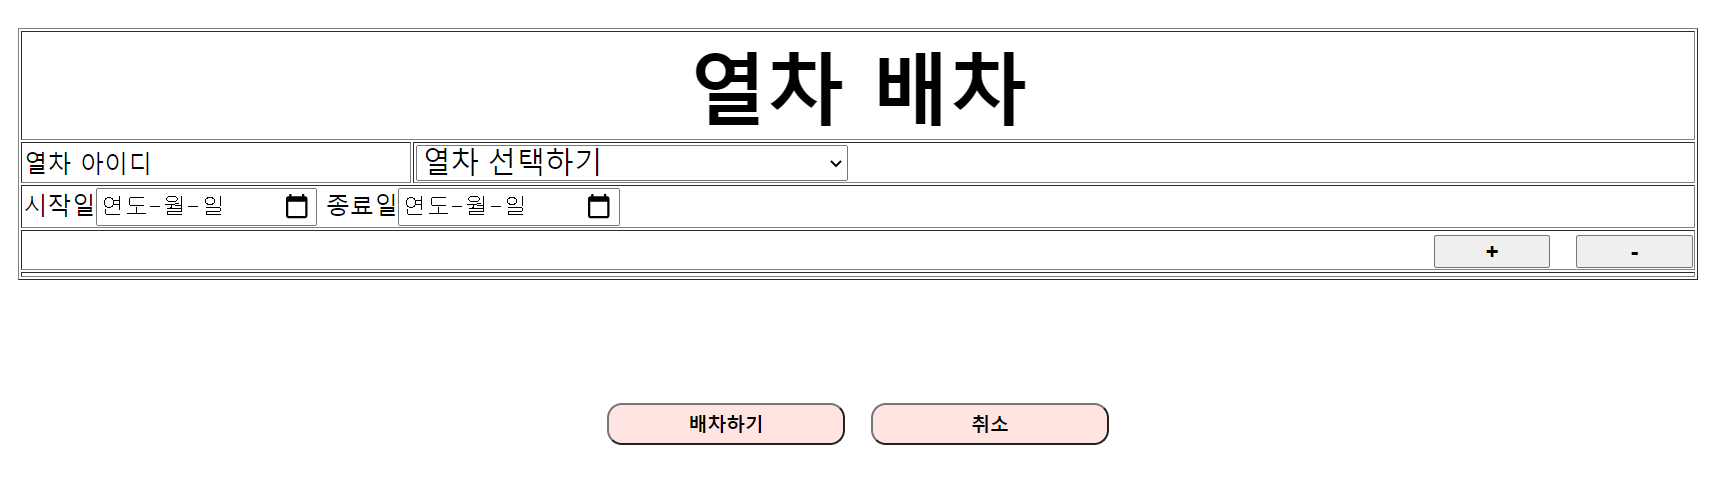 열차 배차
열차 아이디 열차 선택하기
시작일 연도-월-일 종료일 연도-월-일
+ -
배차하기 취소